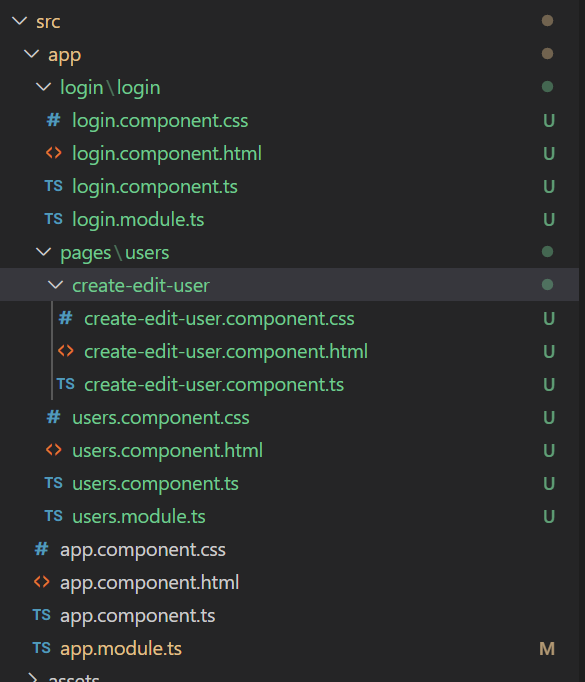 src
app
login\login
# login.component.css U
<> login.component.html U
TS login.component.ts U
TS login.module.ts U
pages\users
create-edit-user
# create-edit-user.component.css U
<> create-edit-user.component.html U
TS create-edit-user.component.ts U
# users.component.css U
<> users.component.html U
TS users.component.ts U
TS users.module.ts U
# app.component.css
<> app.component.html
TS app.component.ts
TS app.module.ts M
assets